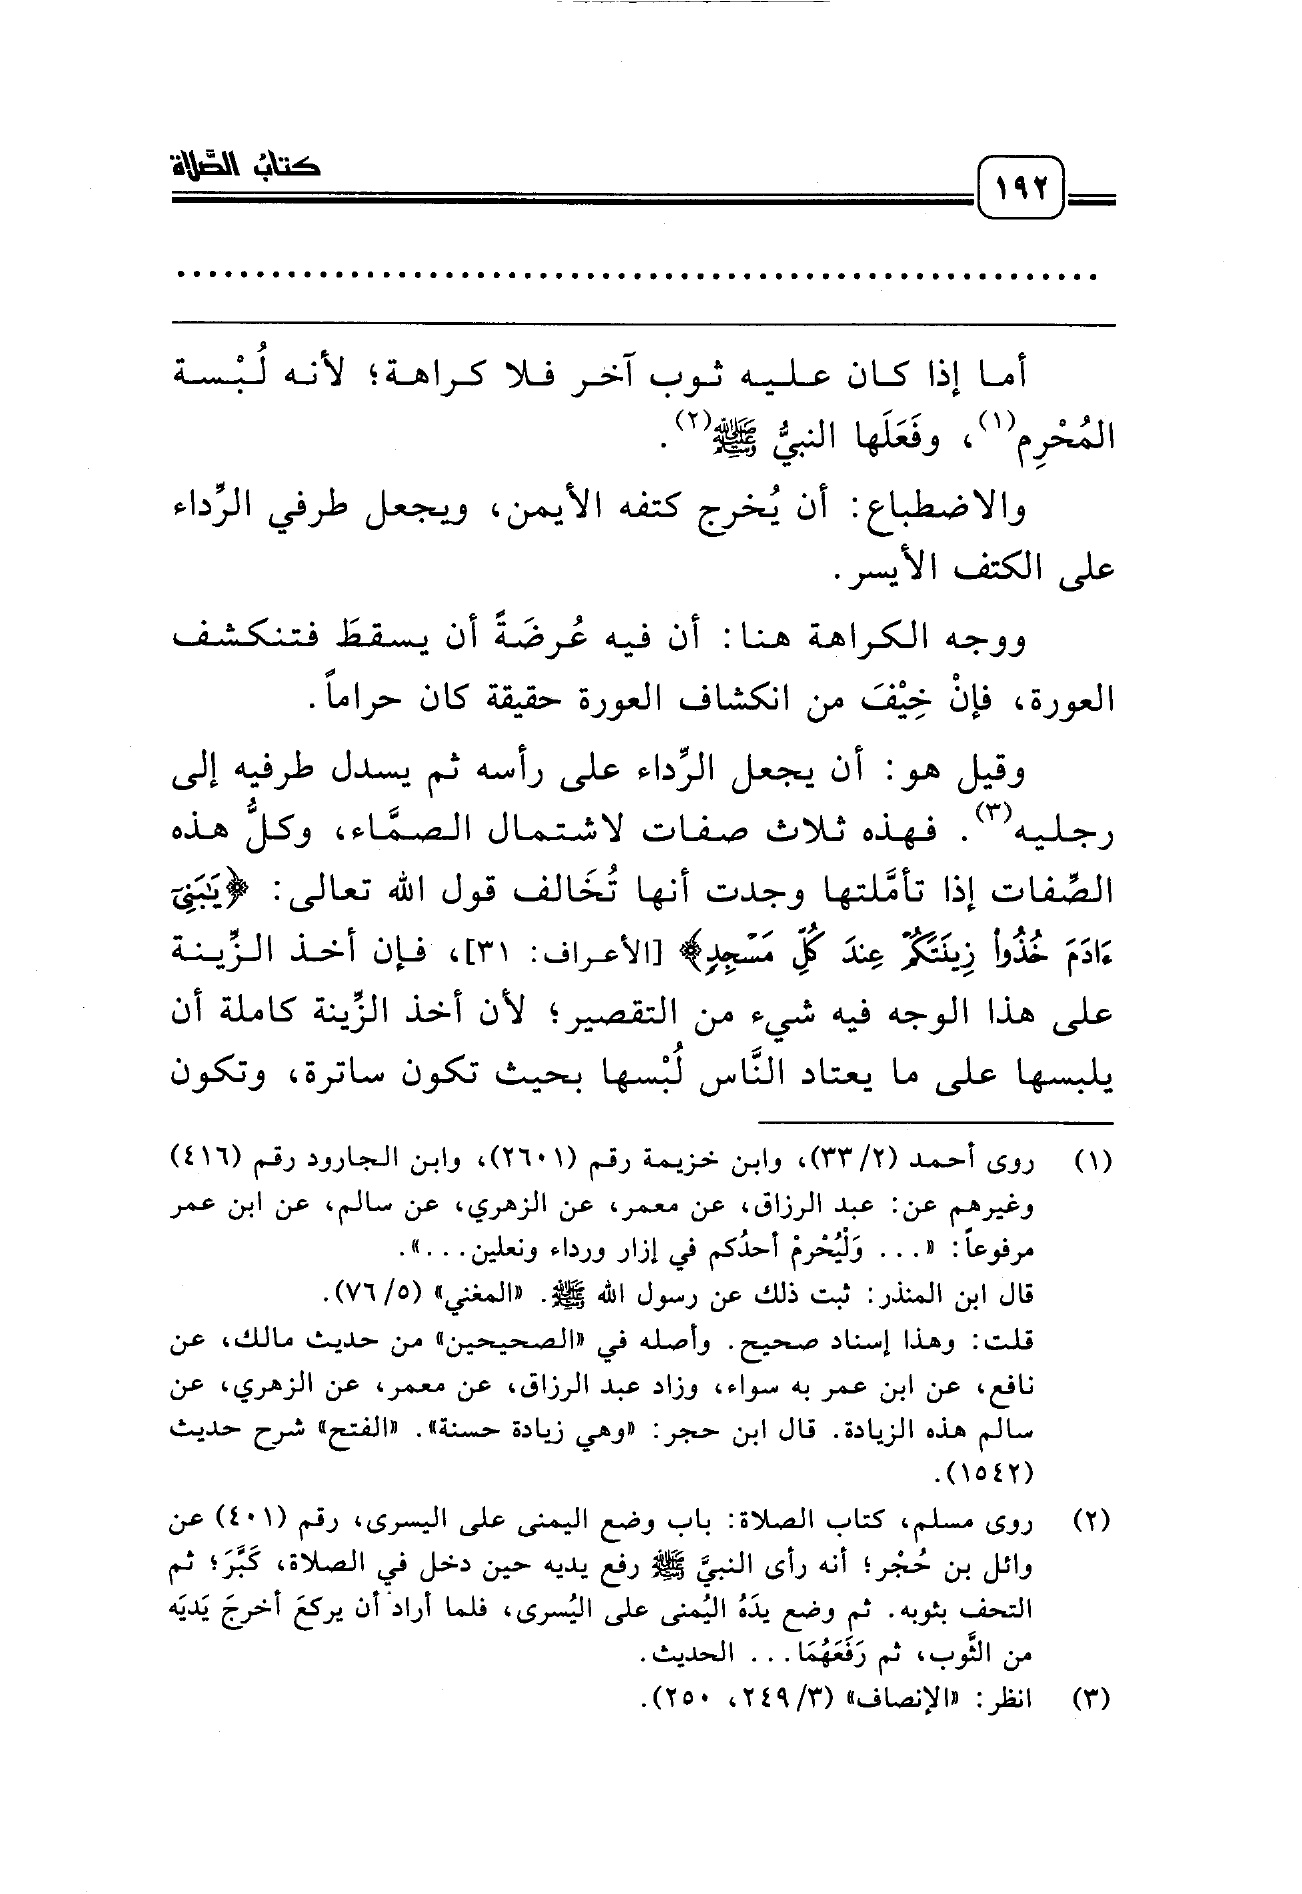 كتاب الصَّلاة
١٩٢
أما إذا كان عليه ثوب آخر فلا كراهة؛ لأنه لُبْسة
المُحْرِم(١)، وفَعَلَها النبيُّ ﷺ(٢).
والاضطباع: أن يُخرج كتفه الأيمن، ويجعل طرفي الرِّداء
على الكتف الأيسر.
ووجه الكراهة هنا: أن فيه عُرضَةً أن يسقطَ فتنكشف
العورة، فإنْ خِيْفَ من انكشاف العورة حقيقة كان حراماً.
وقيل هو: أن يجعل الرِّداء على رأسه ثم يسدل طرفيه إلى
رجليه(٣). فهذه ثلاث صفات لاشتمال الصمَّاء، وكلُّ هذه
الصِّفات إذا تأمَّلتها وجدت أنها تُخَالف قول الله تعالى: ﴿يَٰبَنِىٓ
ءَادَمَ خُذُوا۟ زِينَتَكُمْ عِندَ كُلِّ مَسْجِدٍ﴾ [الأعراف: ٣١]، فإن أخذ الزِّينة
على هذا الوجه فيه شيء من التقصير؛ لأن أخذ الزِّينة كاملة أن
يلبسها على ما يعتاد النَّاس لُبْسها بحيث تكون ساترة، وتكون
(١) روى أحمد (٢/ ٣٣)، وابن خزيمة رقم (٢٦٠١)، وابن الجارود رقم (٤١٦)
وغيرهم عن: عبد الرزاق، عن معمر، عن الزهري، عن سالم، عن ابن عمر
مرفوعاً: «... وَلْيُحْرِمْ أحدُكم في إزار ورداء ونعلين...».
قال ابن المنذر: ثبت ذلك عن رسول الله ﷺ. «المغني» (٥/ ٧٦).
قلت: وهذا إسناد صحيح. وأصله في «الصحيحين» من حديث مالك، عن
نافع، عن ابن عمر به سواء، وزاد عبد الرزاق، عن معمر، عن الزهري، عن
سالم هذه الزيادة. قال ابن حجر: «وهي زيادة حسنة». «الفتح» شرح حديث
(١٥٤٢).
(٢) روى مسلم، كتاب الصلاة: باب وضع اليمنى على اليسرى، رقم (٤٠١) عن
وائل بن حُجْر؛ أنه رأى النبيَّ ﷺ رفع يديه حين دخل في الصلاة، كَبَّرَ؛ ثم
التحف بثوبه. ثم وضع يدَهُ اليُمنى على اليُسرى، فلما أراد أن يركعَ أخرجَ يَديَه
من الثَّوب، ثم رَفَعَهُمَا... الحديث.
(٣) انظر: «الإنصاف» (٣/ ٢٤٩، ٢٥٠).